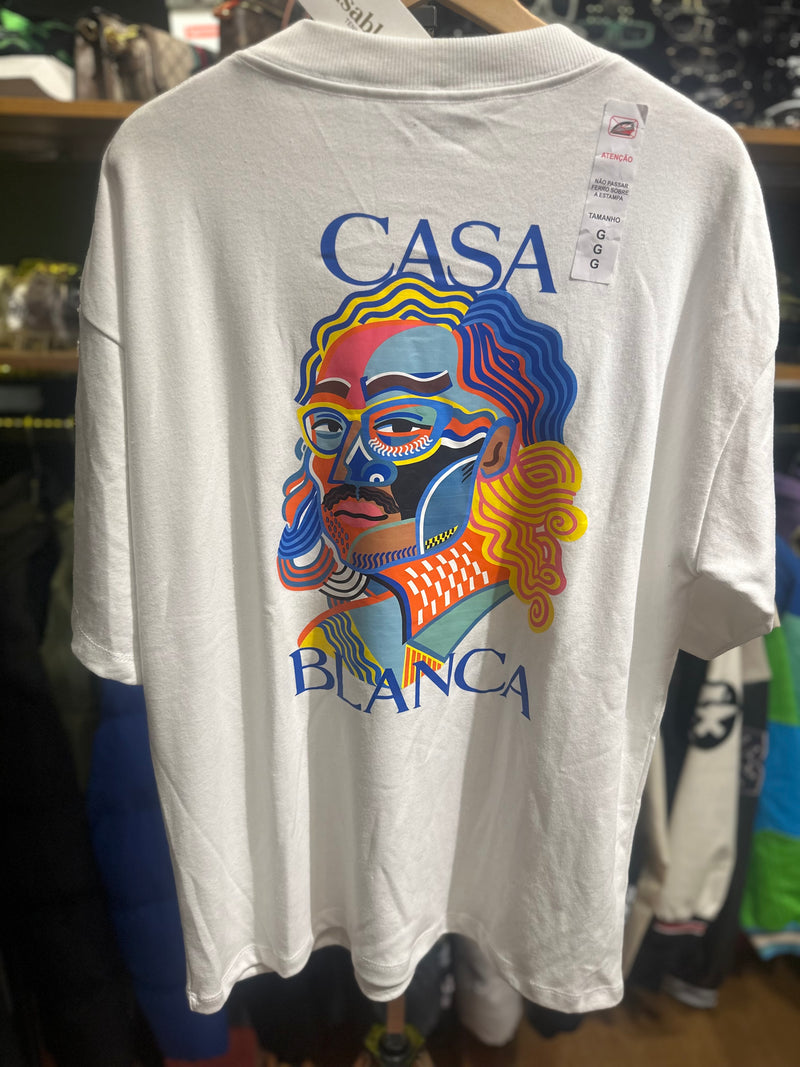 CASA
BLANCA
ATENÇÃO
NÃO PASSAR
FERRO SOBRE
A ESTAMPA
TAMANHO
G
G
G